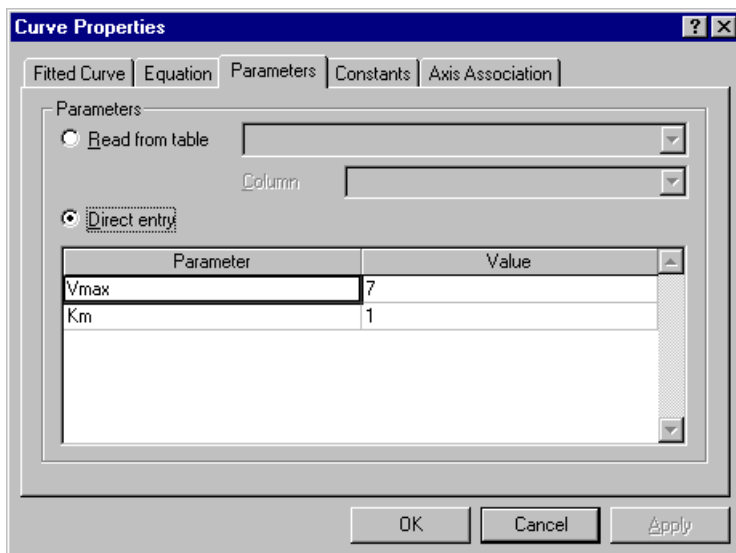 Curve Properties
Fitted Curve Equation Parameters Constants Axis Association
Parameters
Read from table
Column
Direct entry
Parameter Value
Vmax 7
Km 1
OK Cancel Apply